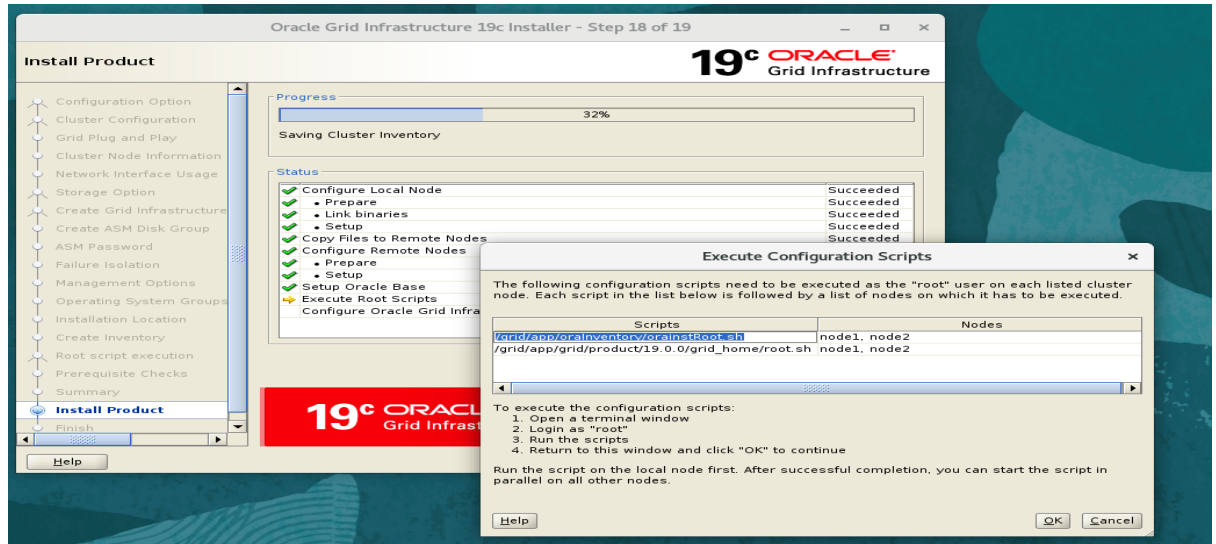 Oracle Grid Infrastructure 19c Installer - Step 18 of 19
Install Product
19c ORACLE
Grid Infrastructure
Configuration Option
Cluster Configuration
Grid Plug and Play
Cluster Node Information
Network Interface Usage
Storage Option
Create Grid Infrastructure
Create ASM Disk Group
ASM Password
Failure Isolation
Management Options
Operating System Groups
Installation Location
Create Inventory
Root script execution
Prerequisite Checks
Summary
Install Product
Finish
Help
Progress
32%
Saving Cluster Inventory
Status
Configure Local Node Succeeded
• Prepare Succeeded
• Link binaries Succeeded
• Setup Succeeded
Copy Files to Remote Nodes Succeeded
Configure Remote Nodes
• Prepare
• Setup
Setup Oracle Base
Execute Root Scripts
Configure Oracle Grid Infra
19c ORACL
Grid Infrast
Execute Configuration Scripts
The following configuration scripts need to be executed as the "root" user on each listed cluster
node. Each script in the list below is followed by a list of nodes on which it has to be executed.
Scripts Nodes
/grid/app/oraInventory/orainstRoot.sh node1, node2
/grid/app/grid/product/19.0.0/grid_home/root.sh node1, node2
To execute the configuration scripts:
1. Open a terminal window
2. Login as "root"
3. Run the scripts
4. Return to this window and click "OK" to continue
Run the script on the local node first. After successful completion, you can start the script in
parallel on all other nodes.
Help OK Cancel